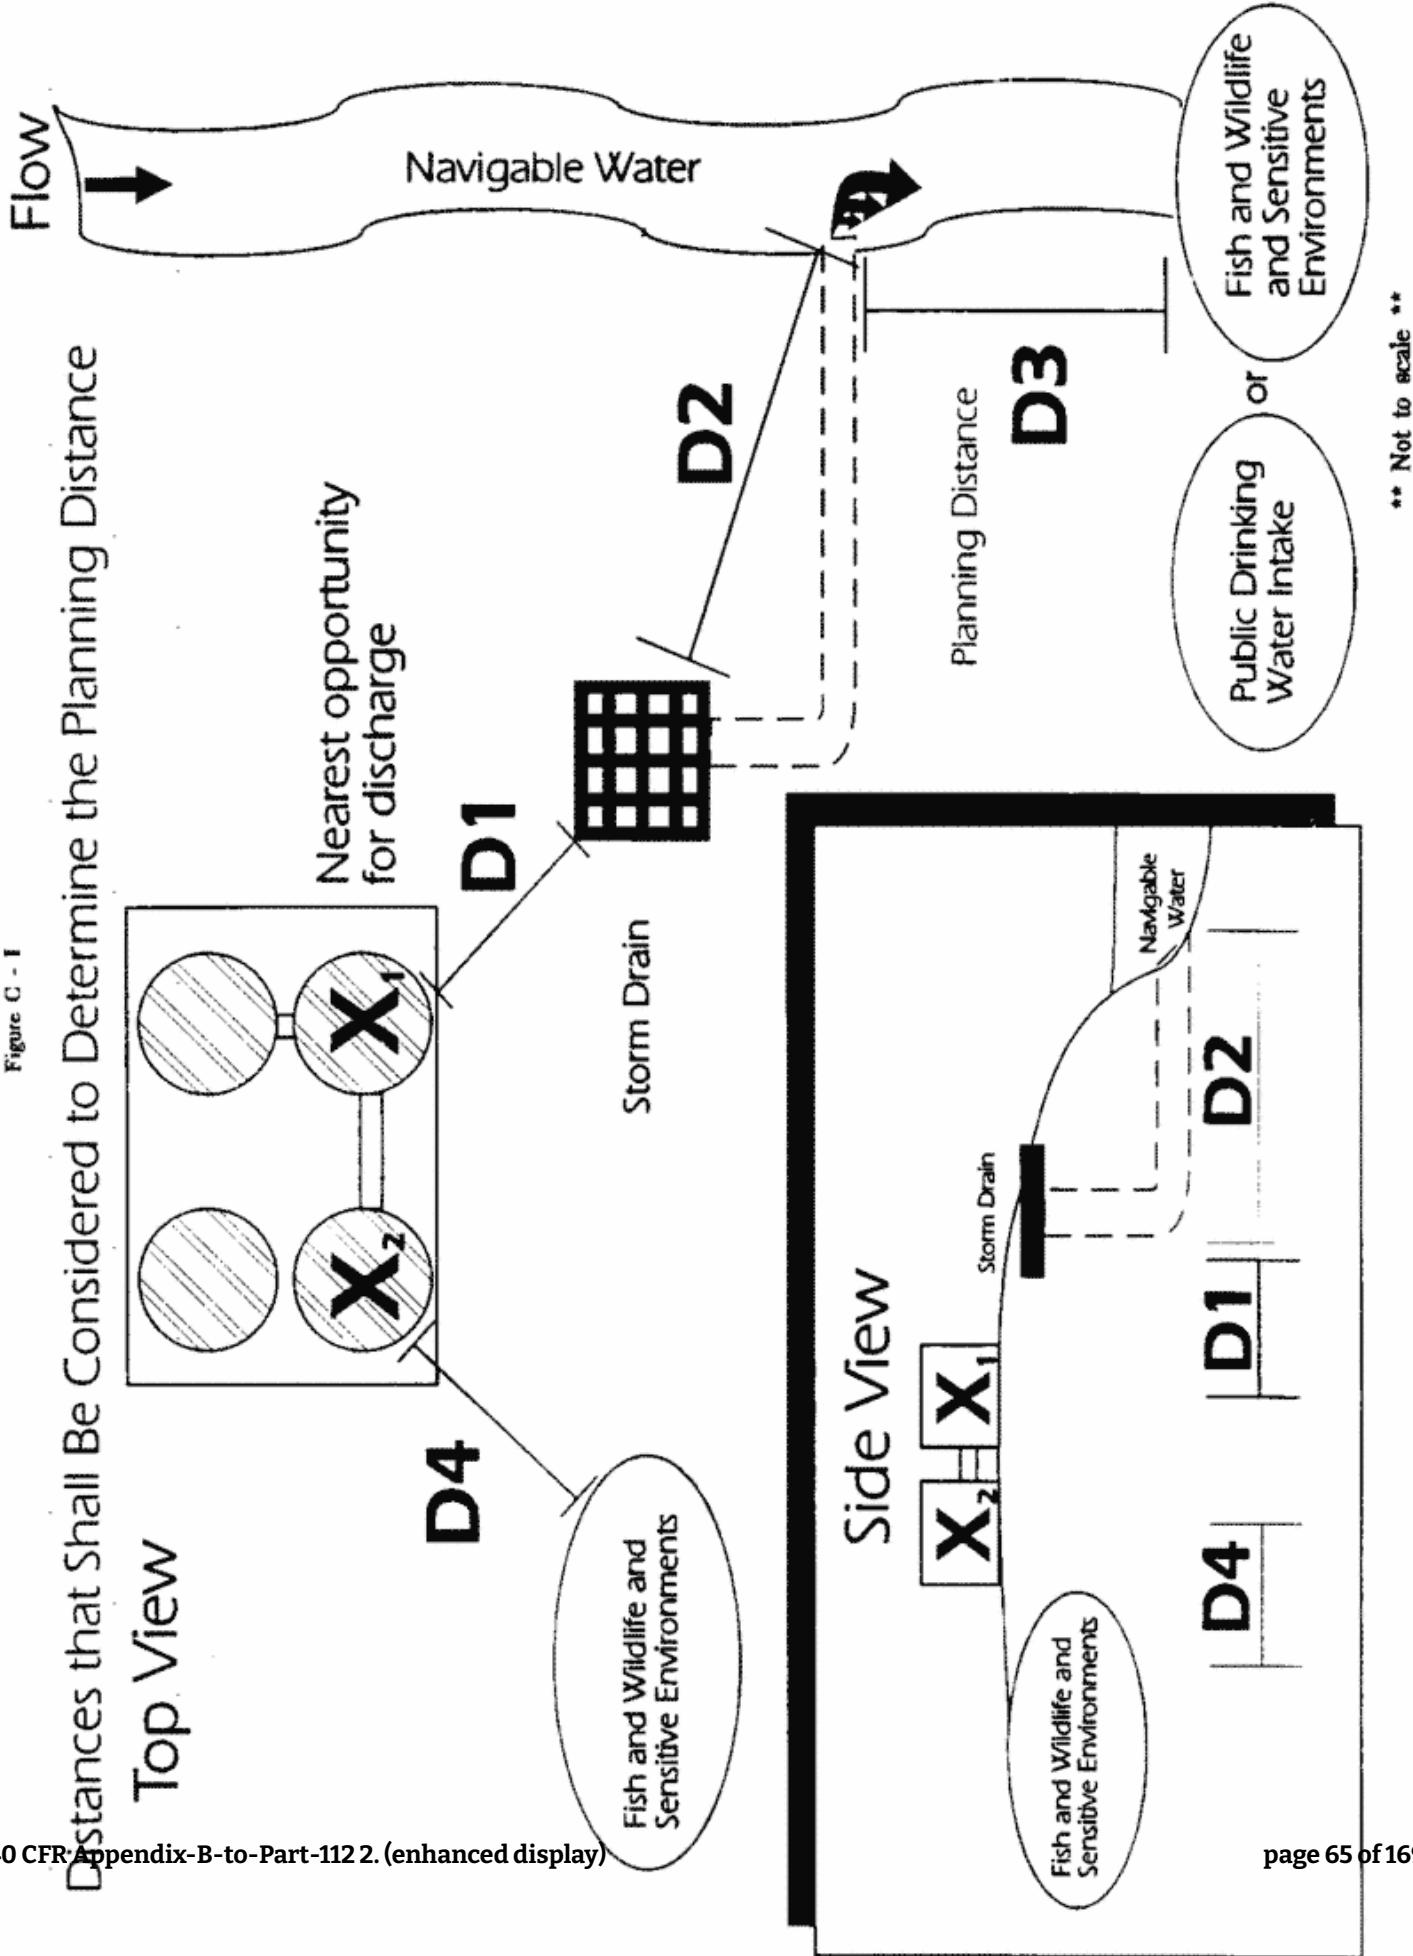 Figure C - I
Distances that Shall Be Considered to Determine the Planning Distance
Top View
Flow
Navigable Water
Nearest opportunity
for discharge
X1
X2
D1
D2
D4
Storm Drain
Fish and Wildlife and
Sensitive Environments
Planning Distance
D3
Public Drinking
Water Intake
or
Fish and Wildlife
and Sensitive
Environments
** Not to scale **
Side View
X2
X1
Storm Drain
Navigable
Water
Fish and Wildlife and
Sensitive Environments
D4
D1
D2
0 CFR Appendix-B-to-Part-112 2. (enhanced display)
page 65 of 16